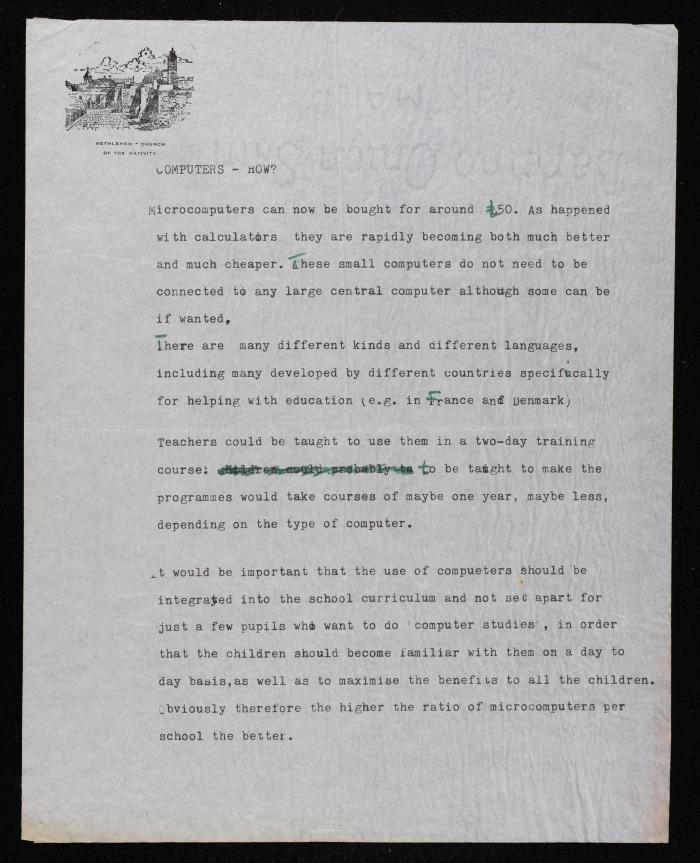 BETHLEHEM - CHURCH
OF THE NATIVITY
COMPUTERS - HOW?
Microcomputers can now be bought for around £50. As happened
with calculators they are rapidly becoming both much better
and much cheaper. These small computers do not need to be
connected to any large central computer although some can be
if wanted,
There are many different kinds and different languages,
including many developed by different countries specifically
for helping with education (e.g. in France and Denmark)
Teachers could be taught to use them in a two-day training
course: children could probably ta to be taught to make the
programmes would take courses of maybe one year, maybe less,
depending on the type of computer.
It would be important that the use of compueters should be
integrayed into the school curriculum and not set apart for
just a few pupils who want to do 'computer studies', in order
that the children should become familiar with them on a day to
day basis,as well as to maximise the benefits to all the children.
Obviously therefore the higher the ratio of microcomputers per
school the better.